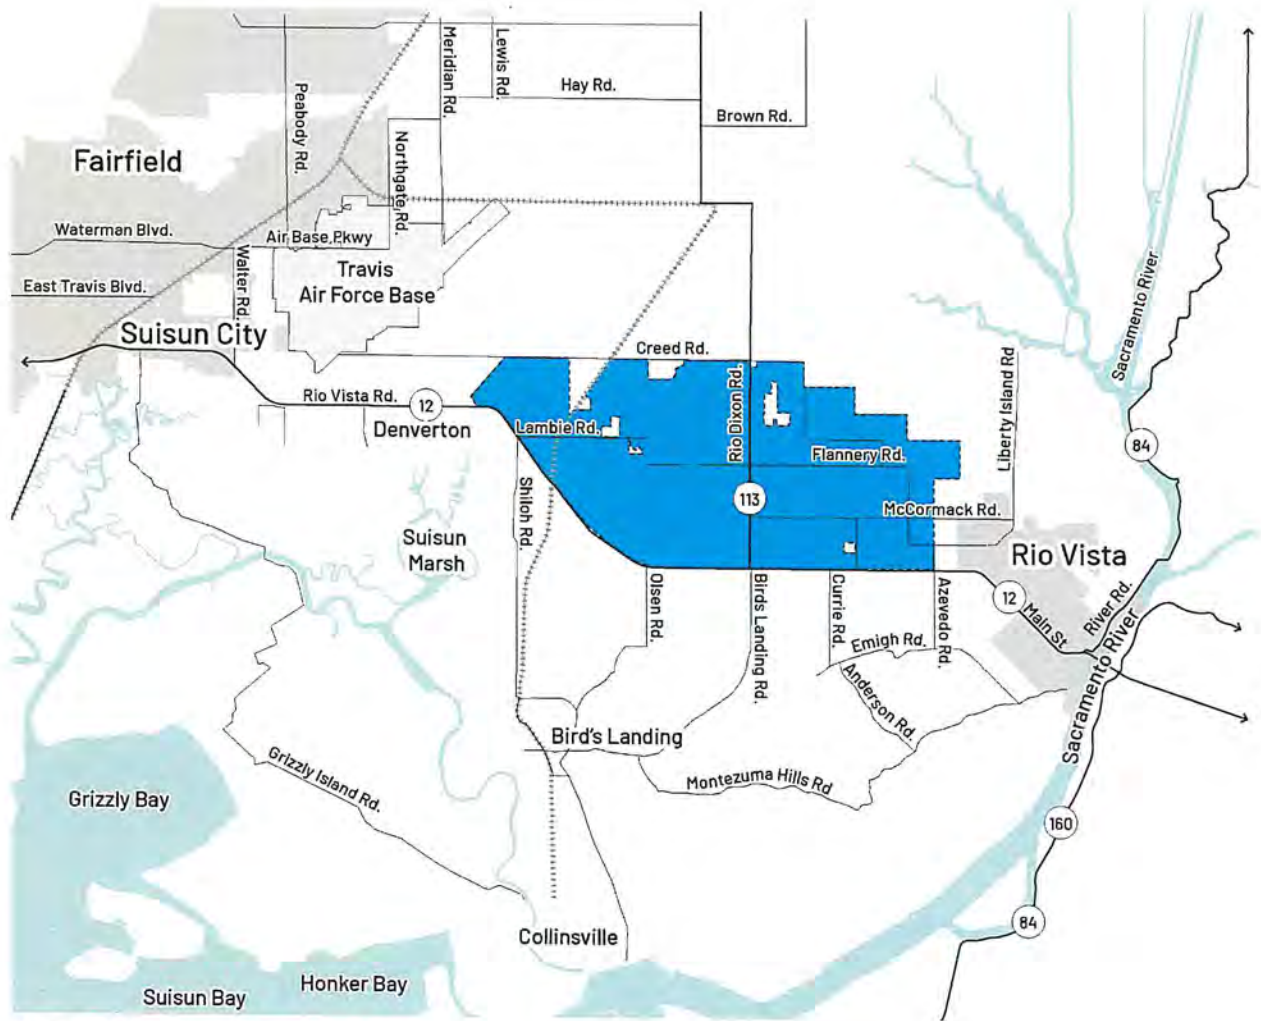 Meridian Rd.
Lewis Rd.
Hay Rd.
Peabody Rd.
Brown Rd.
Fairfield
Northgate Rd.
Waterman Blvd.
Air Base Pkwy
Walter Rd.
Travis
Air Force Base
East Travis Blvd.
Sacramento River
Suisun City
Creed Rd.
Rio Vista Rd.
12
Denverton
Lambie Rd.
Rio Dixon Rd.
Flannery Rd.
Liberty Island Rd
84
113
McCormack Rd.
Shiloh Rd.
Suisun
Marsh
Rio Vista
Olsen Rd.
Birds Landing Rd.
Currie Rd.
Azevedo Rd.
12
Main St
River Rd.
Emigh Rd.
Anderson Rd.
Sacramento River
Bird's Landing
Grizzly Island Rd.
Montezuma Hills Rd
Grizzly Bay
160
84
Collinsville
Honker Bay
Suisun Bay